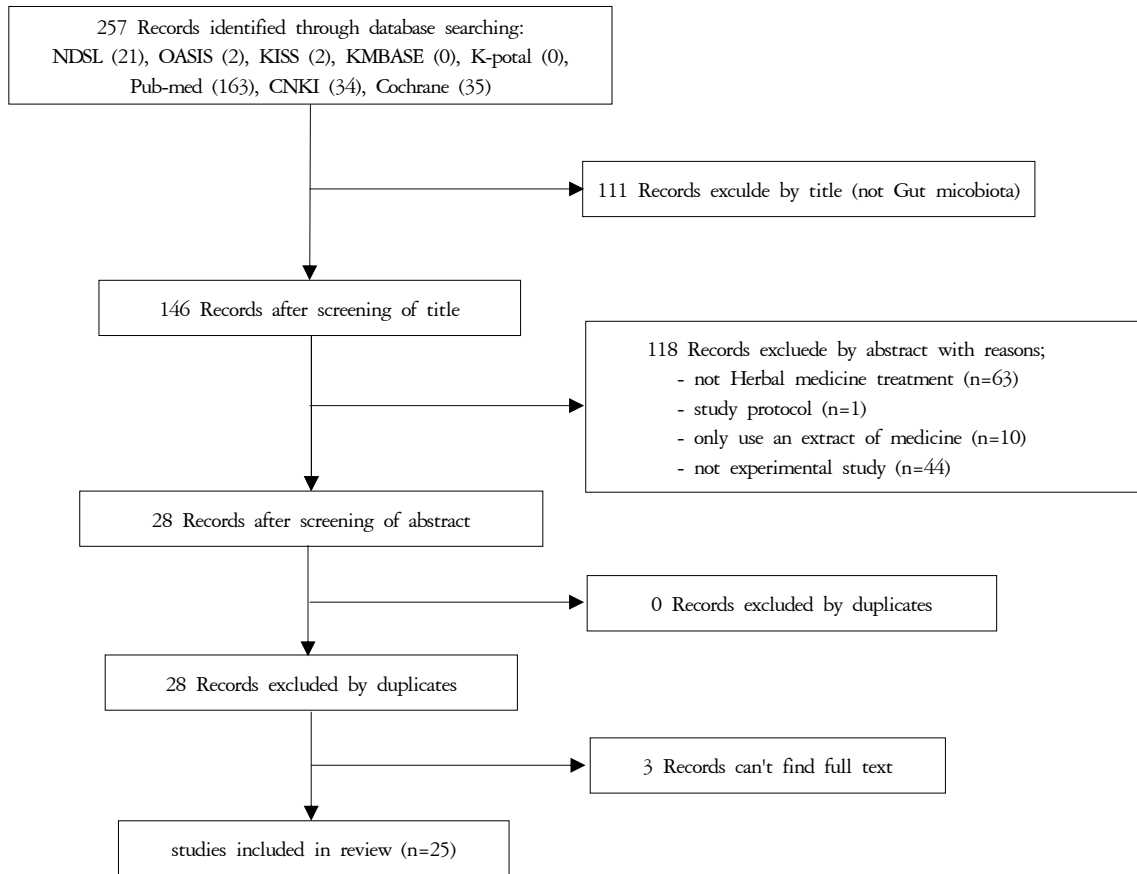 257 Records identified through database searching:
NDSL (21), OASIS (2), KISS (2), KMBASE (0), K-potal (0),
Pub-med (163), CNKI (34), Cochrane (35)
111 Records exculde by title (not Gut micobiota)
146 Records after screening of title
118 Records excluede by abstract with reasons;
- not Herbal medicine treatment (n=63)
- study protocol (n=1)
- only use an extract of medicine (n=10)
- not experimental study (n=44)
28 Records after screening of abstract
0 Records excluded by duplicates
28 Records excluded by duplicates
3 Records can't find full text
studies included in review (n=25)